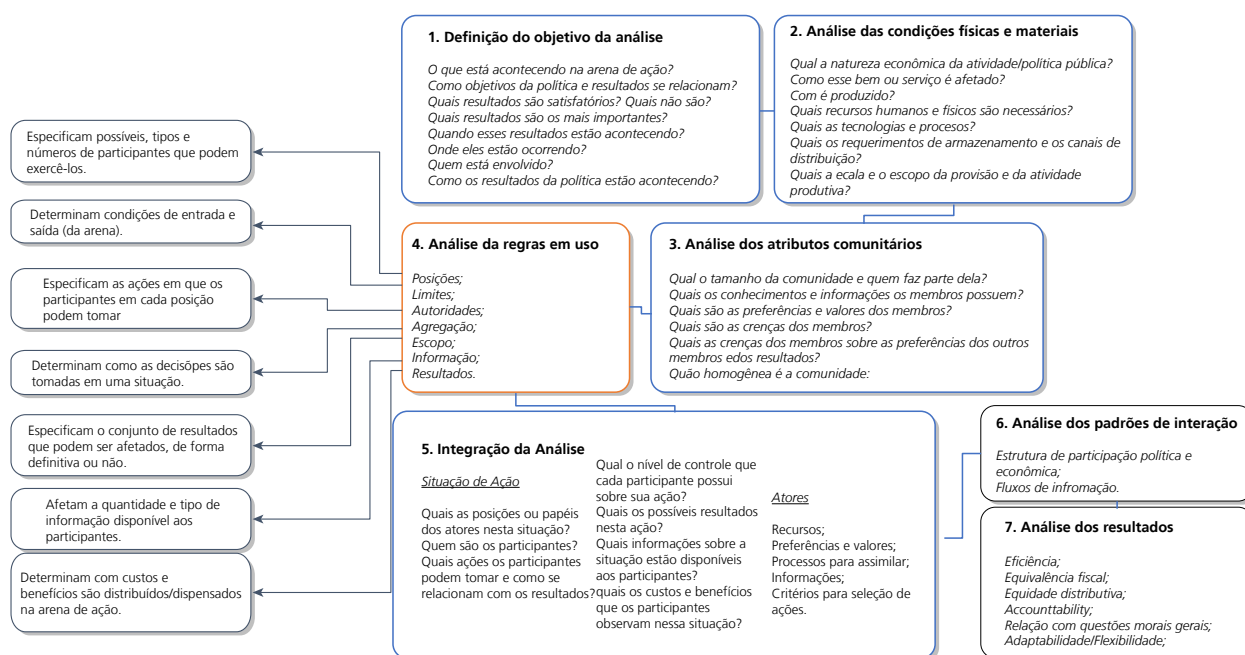 1. Definição do objetivo da análise
O que está acontecendo na arena de ação?
Como objetivos da política e resultados se relacionam?
Quais resultados são satisfatórios? Quais não são?
Quais resultados são os mais importantes?
Quando esses resultados estão acontecendo?
Onde eles estão ocorrendo?
Quem está envolvido?
Como os resultados da política estão acontecendo?
2. Análise das condições físicas e materiais
Qual a natureza econômica da atividade/política pública?
Como esse bem ou serviço é afetado?
Com é produzido?
Quais recursos humanos e físicos são necessários?
Quais as tecnologias e processos?
Quais os requerimentos de armazenamento e os canais de
distribuição?
Quais a ecala e o escopo da provisão e da atividade
produtiva?
3. Análise dos atributos comunitários
Qual o tamanho da comunidade e quem faz parte dela?
Quais os conhecimentos e informações os membros possuem?
Quais são as preferências e valores dos membros?
Quais são as crenças dos membros?
Quais as crenças dos membros sobre as preferências dos outros
membros edos resultados?
Quão homogênea é a comunidade:
4. Análise da regras em uso
Posições;
Limites;
Autoridades;
Agregação;
Escopo;
Informação;
Resultados.
Especificam possíveis, tipos e
números de participantes que podem
exercê-los.
Determinam condições de entrada e
saída (da arena).
Especificam as ações em que os
participantes em cada posição
podem tomar
Determinam como as decisõpes são
tomadas em uma situação.
Especificam o conjunto de resultados
que podem ser afetados, de forma
definitiva ou não.
Afetam a quantidade e tipo de
informação disponível aos
participantes.
Determinam com custos e
benefícios são distribuídos/dispensados
na arena de ação.
5. Integração da Análise
Situação de Ação
Quais as posições ou papéis
dos atores nesta situação?
Quem são os participantes?
Quais ações os participantes
podem tomar e como se
relacionam com os resultados?
Qual o nível de controle que
cada participante possui
sobre sua ação?
Quais os possíveis resultados
nesta ação?
Quais informações sobre a
situação estão disponíveis
aos participantes?
quais os custos e benefícios
que os participantes
observam nessa situação?
Atores
Recursos;
Preferências e valores;
Processos para assimilar;
Informações;
Critérios para seleção de
ações.
6. Análise dos padrões de interação
Estrutura de participação política e
econômica;
Fluxos de infromação.
7. Análise dos resultados
Eficiência;
Equivalência fiscal;
Equidade distributiva;
Accounttability;
Relação com questões morais gerais;
Adaptabilidade/Flexibilidade;